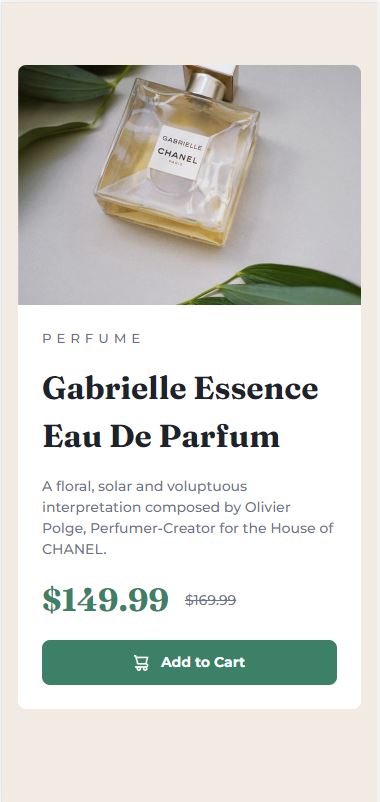 GABRIELLE
CHANEL
PARIS
PERFUME
Gabrielle Essence
Eau De Parfum
A floral, solar and voluptuous
interpretation composed by Olivier
Polge, Perfumer-Creator for the House of
CHANEL.
$149.99 $169.99
Add to Cart